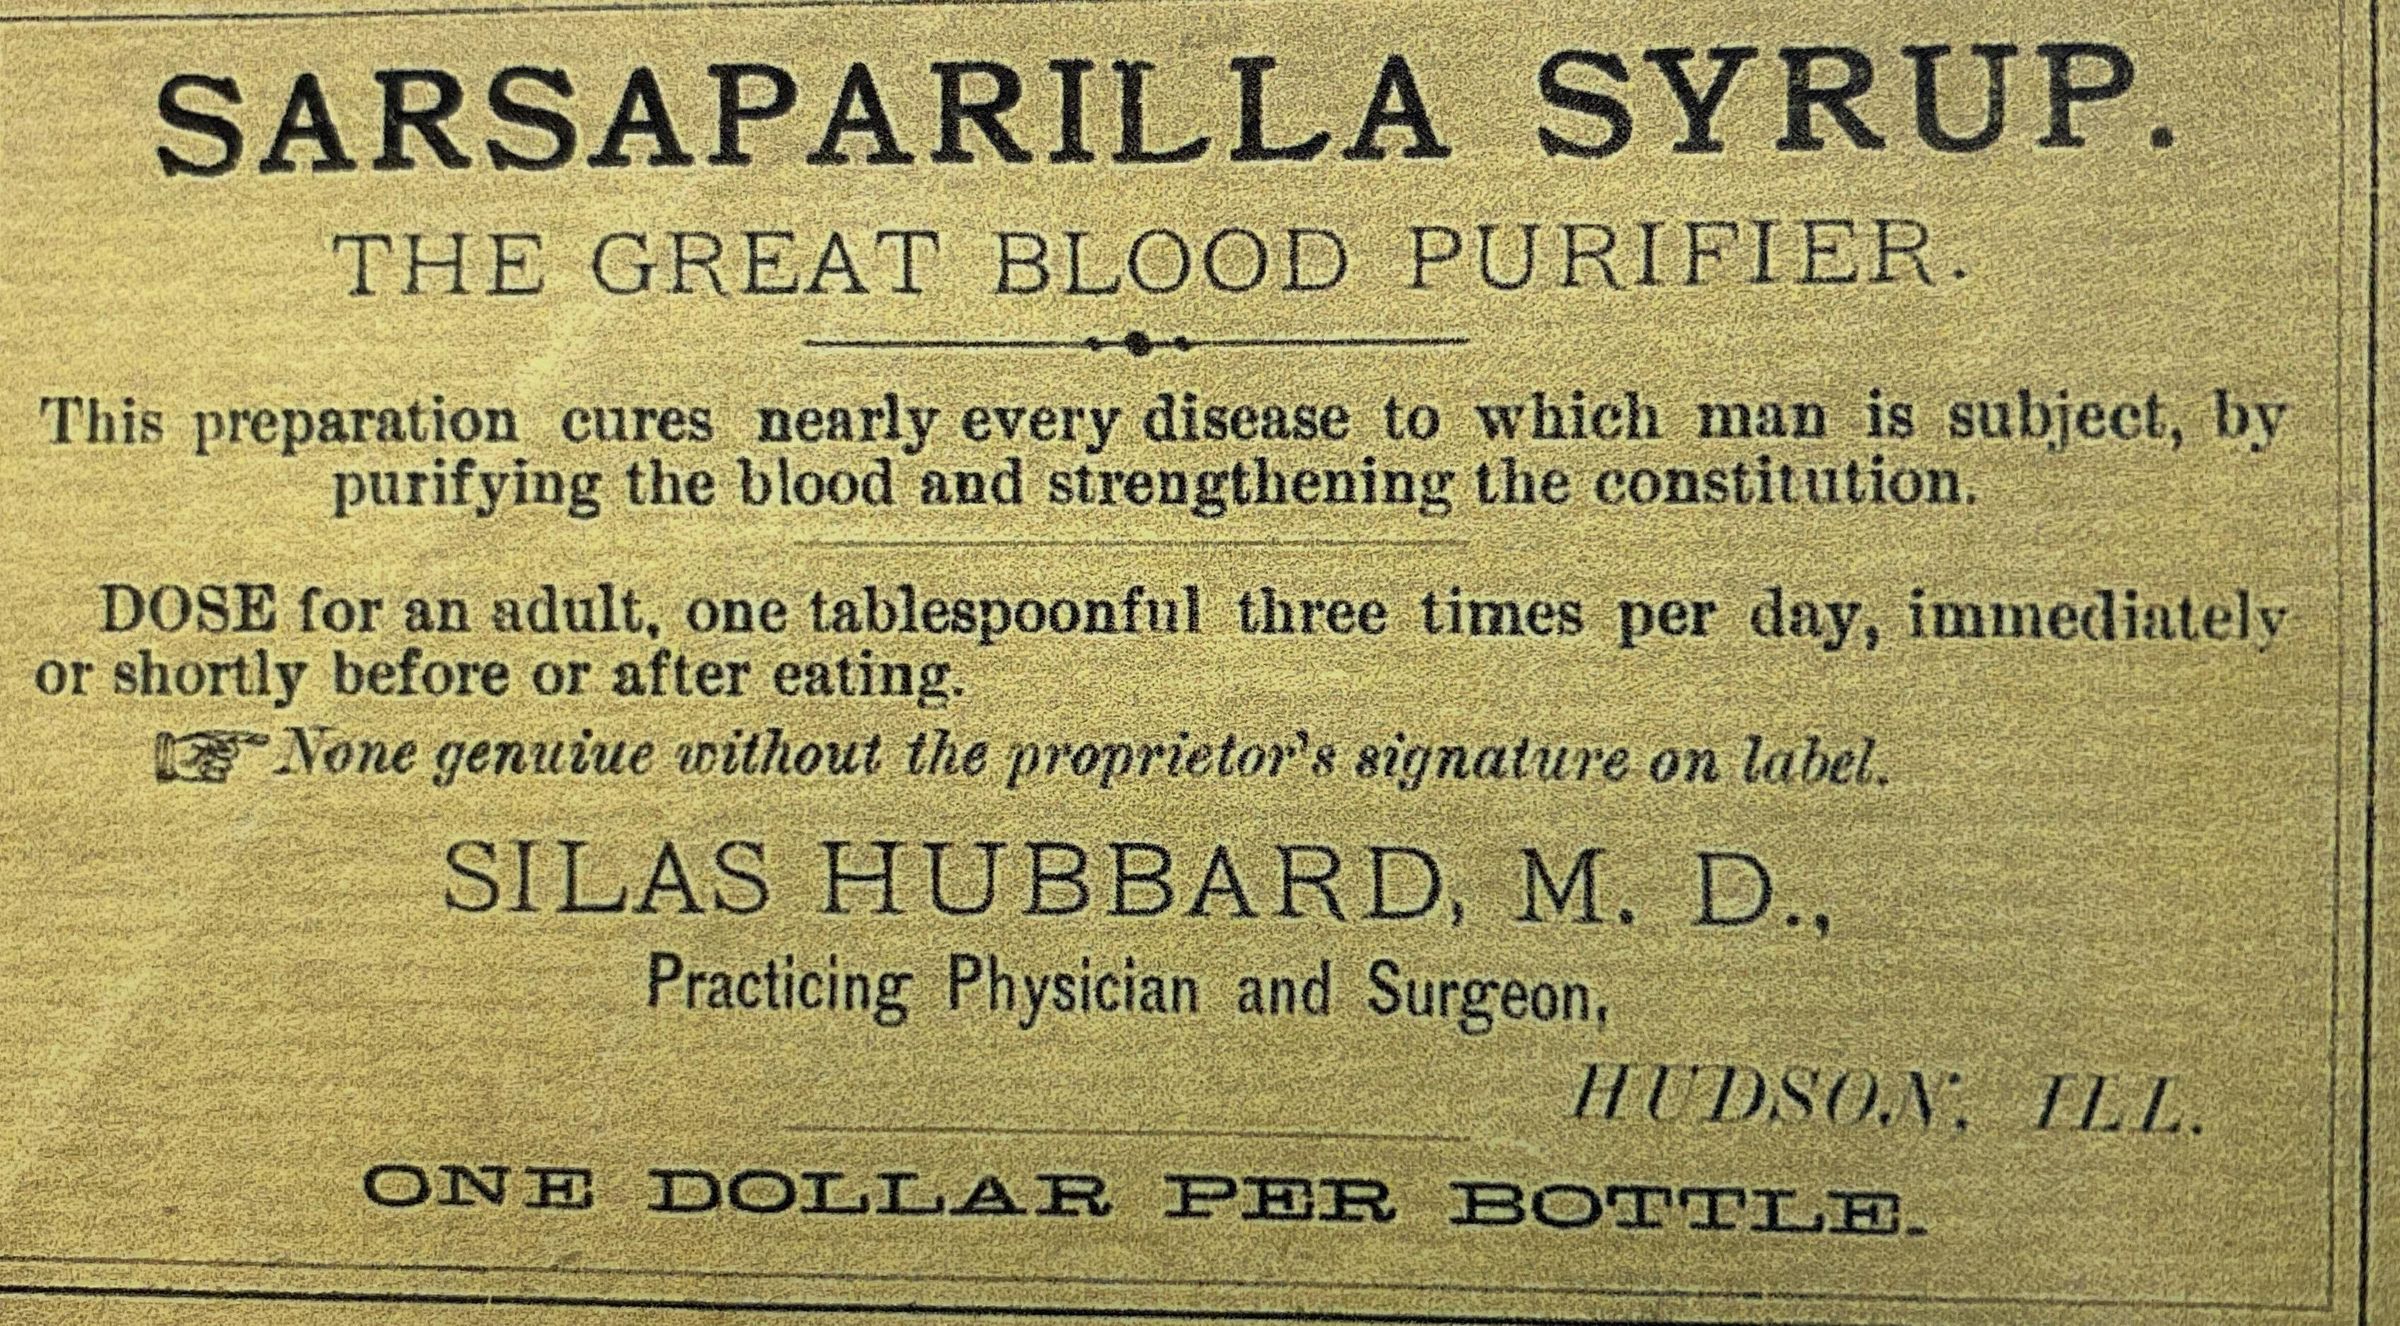 SARSAPARILLA SYRUP.
THE GREAT BLOOD PURIFIER.
This preparation cures nearly every disease to which man is subject, by
purifying the blood and strengthening the constitution.
DOSE for an adult, one tablespoonful three times per day, immediately
or shortly before or after eating.
☞ None genuiue without the proprietor's signature on label.
SILAS HUBBARD, M. D.,
Practicing Physician and Surgeon,
HUDSON, ILL.
ONE DOLLAR PER BOTTLE.